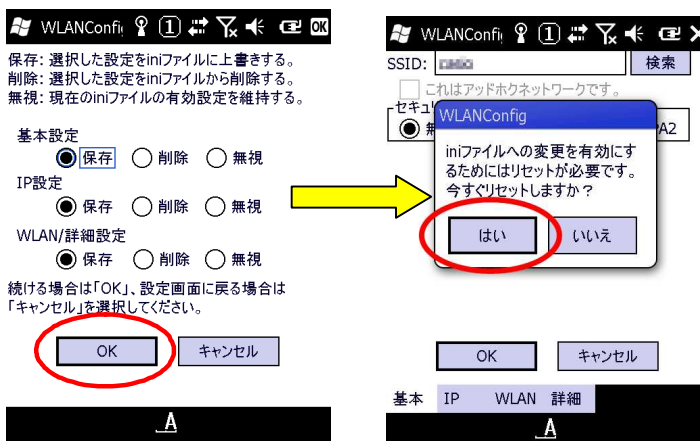 WLANConfi
1
OK
保存: 選択した設定をiniファイルに上書きする。
削除: 選択した設定をiniファイルから削除する。
無視: 現在のiniファイルの有効設定を維持する。
基本設定
保存 削除 無視
IP設定
保存 削除 無視
WLAN/詳細設定
保存 削除 無視
続ける場合は「OK」、設定画面に戻る場合は
「キャンセル」を選択してください。
OK キャンセル
A
WLANConfi
1
SSID: 検索
これはアッドホクネットワークです。
セキュ
無 PA2
WLANConfig
iniファイルへの変更を有効にす
るためにはリセットが必要です。
今すぐリセットしますか？
はい いいえ
OK キャンセル
基本 IP WLAN 詳細
A